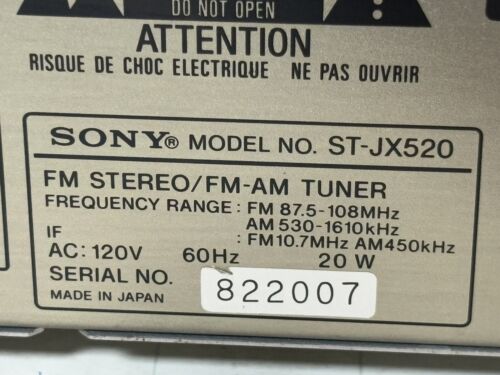 DO NOT OPEN
ATTENTION
RISQUE DE CHOC ELECTRIQUE NE PAS OUVRIR
SONY® MODEL NO. ST-JX520
FM STEREO/FM-AM TUNER
FREQUENCY RANGE : FM 87.5-108MHz
AM 530-1610kHz
IF : FM10.7MHz AM450kHz
AC: 120V 60Hz 20 W
SERIAL NO. 822007
MADE IN JAPAN